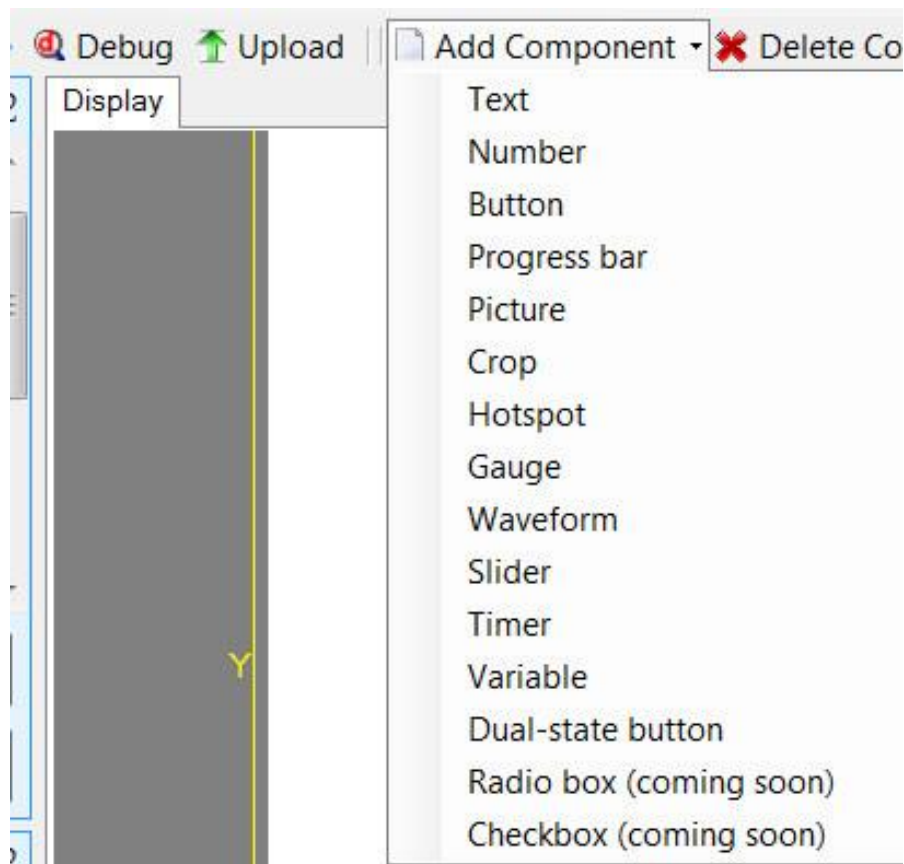 Debug Upload Add Component Delete Co
Display
Text
Number
Button
Progress bar
Picture
Crop
Hotspot
Gauge
Waveform
Slider
Timer
Y
Variable
Dual-state button
Radio box (coming soon)
Checkbox (coming soon)